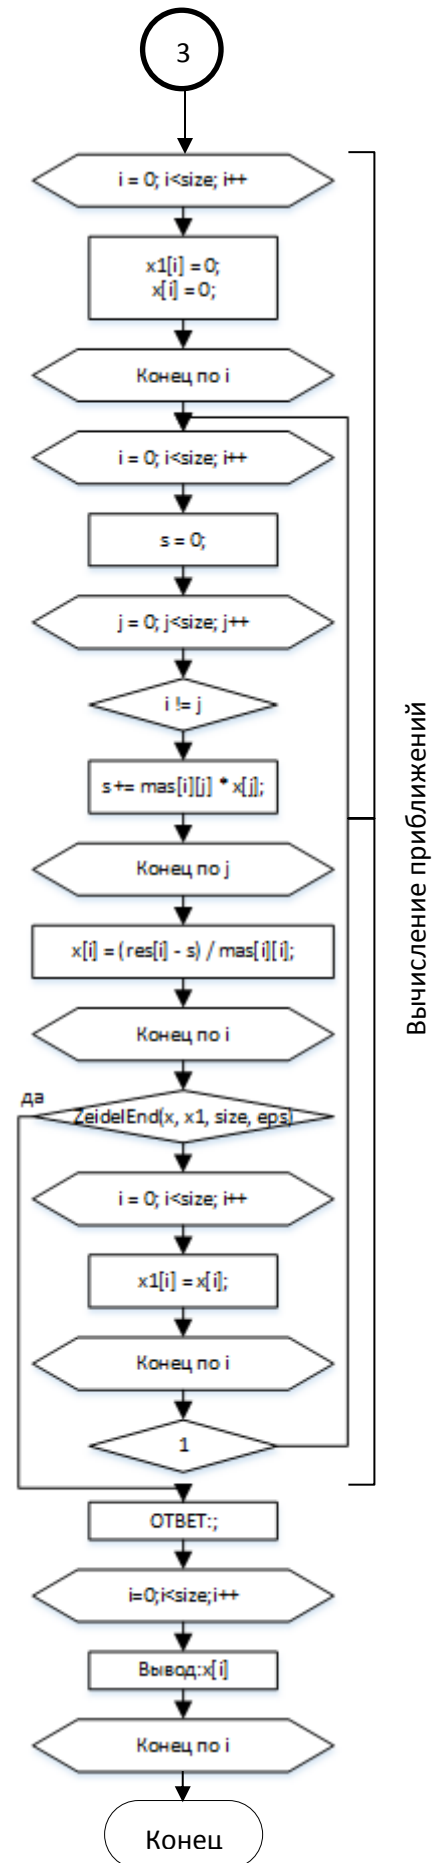 3
i = 0; i<size; i++
x1[i] = 0;
x[i] = 0;
Конец по i
i = 0; i<size; i++
s = 0;
j = 0; j<size; j++
i != j
s += mas[i][j] * x[j];
Конец по j
x[i] = (res[i] - s) / mas[i][i];
Конец по i
да
ZeidelEnd(x, x1, size, eps)
i = 0; i<size; i++
x1[i] = x[i];
Конец по i
1
ОТВЕТ:;
i=0;i<size;i++
Вывод:x[i]
Конец по i
Конец
Вычисление приближений